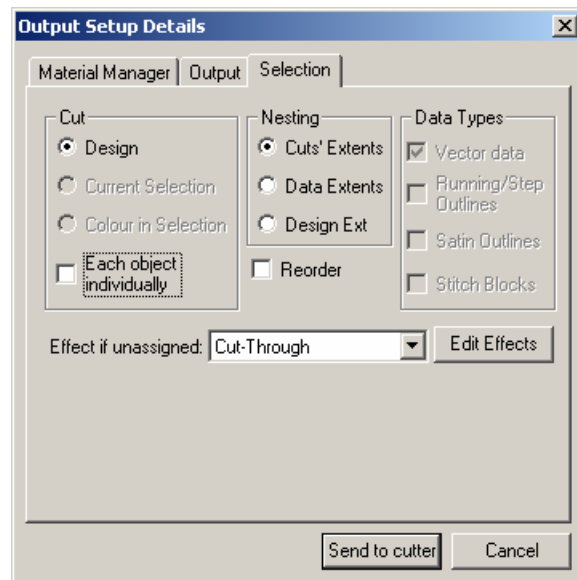 Output Setup Details
Material Manager
Output
Selection
Cut
Design
Current Selection
Colour in Selection
Each object
individually
Nesting
Cuts' Extents
Data Extents
Design Ext
Reorder
Data Types
Vector data
Running/Step
Outlines
Satin Outlines
Stitch Blocks
Effect if unassigned:
Cut-Through
Edit Effects
Send to cutter
Cancel